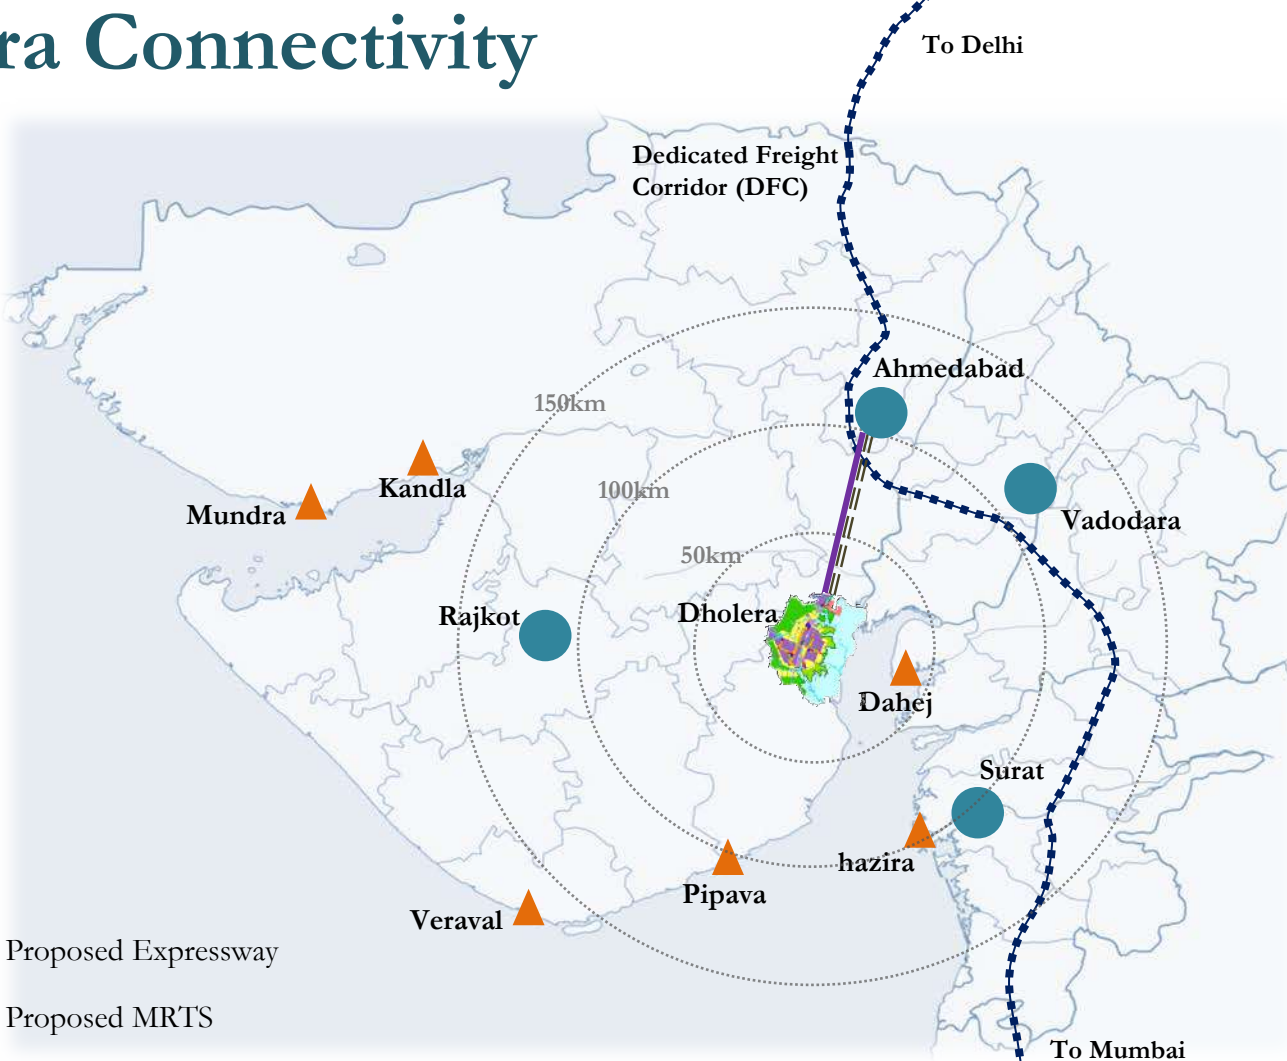 ra Connectivity
To Delhi
Dedicated Freight
Corridor (DFC)
Ahmedabad
150km
Kandla
100km
Mundra
Vadodara
50km
Rajkot
Dholera
Dahej
Surat
hazira
Pipava
Veraval
Proposed Expressway
Proposed MRTS
To Mumbai